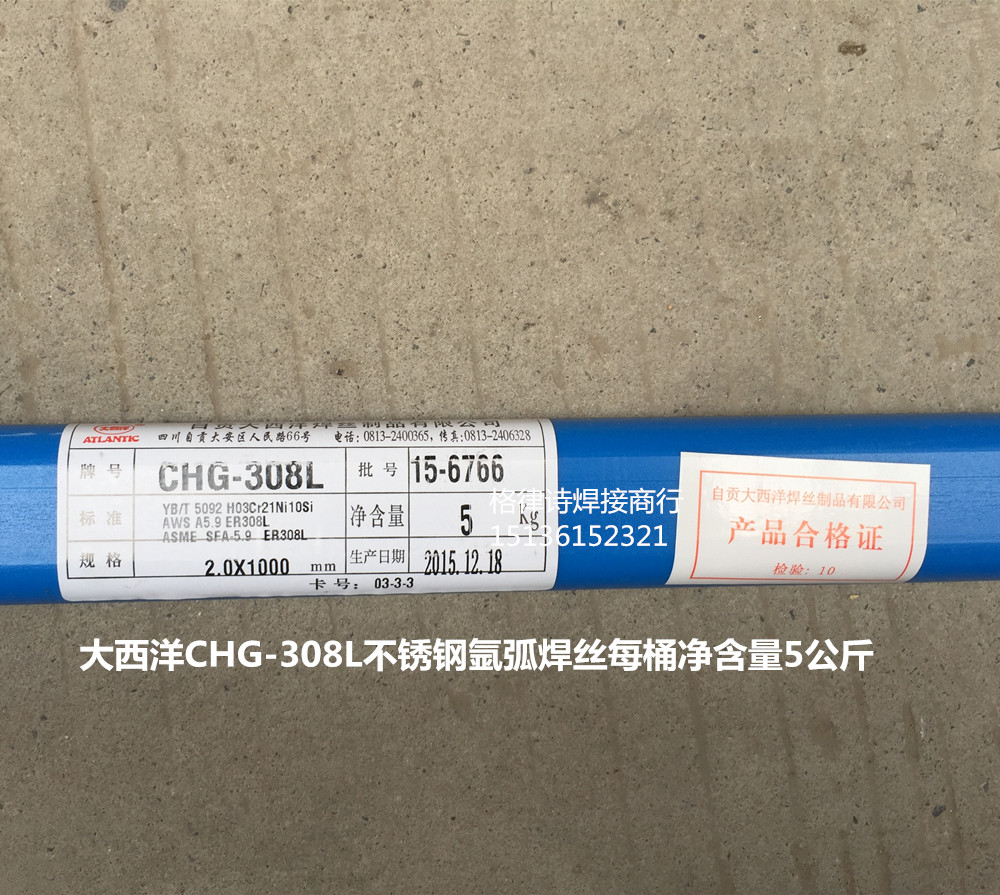 大西洋
ATLANTIC
自贡大西洋焊丝制品有限公司
四川自贡大安区人民路66号 电话:0813-2400365,传真:0813-2406328
牌号 CHG-308L 批号 15-6766
标准 YB/T 5092 H03Cr21Ni10Si
AWS A5.9 ER308L
ASME SFA-5.9 ER308L
净含量 5 Kg
规格 2.0X1000 mm 生产日期 2015.12.18
卡号: 03-3-3
格律诗焊接商行
15136152321
自贡大西洋焊丝制品有限公司
产品合格证
检验: 10
大西洋CHG-308L不锈钢氩弧焊丝每桶净含量5公斤